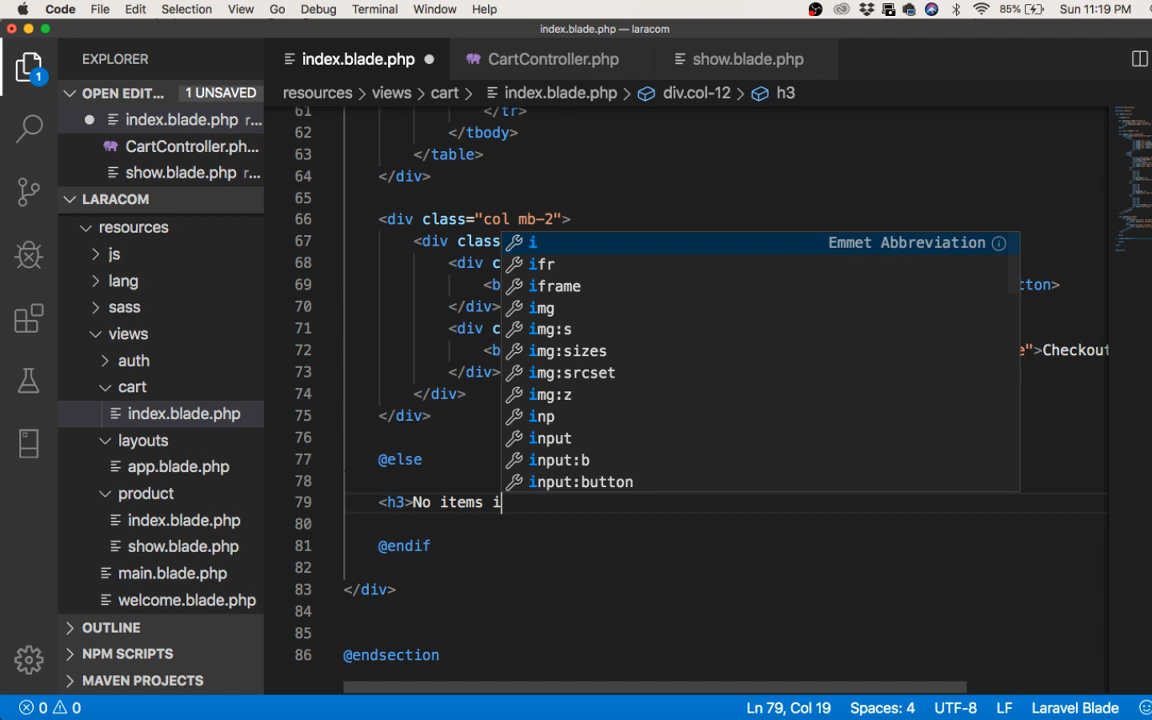 Code File Edit Selection View Go Debug Terminal Window Help 85% Sun 11:19 PM
index.blade.php — laracom
EXPLORER
OPEN EDIT... 1 UNSAVED
index.blade.php r...
CartController.ph...
show.blade.php r...
LARACOM
resources
js
lang
sass
views
auth
cart
index.blade.php
layouts
app.blade.php
product
index.blade.php
show.blade.php
main.blade.php
welcome.blade.php
OUTLINE
NPM SCRIPTS
MAVEN PROJECTS
1
index.blade.php CartController.php show.blade.php
resources > views > cart > index.blade.php > div.col-12 > h3
61 </tr>
62 </tbody>
63 </table>
64 </div>
65
66 <div class="col mb-2">
67 <div class
68 <div c
69 <b tton>
70 </div>
71 <div c
72 <b e">Checkout
73 </div>
74 </div>
75 </div>
76
77 @else
78
79 <h3>No items i
80
81 @endif
82
83 </div>
84
85
86 @endsection
i Emmet Abbreviation
ifr
iframe
img
img:s
img:sizes
img:srcset
img:z
inp
input
input:b
input:button
0 0 Ln 79, Col 19 Spaces: 4 UTF-8 LF Laravel Blade